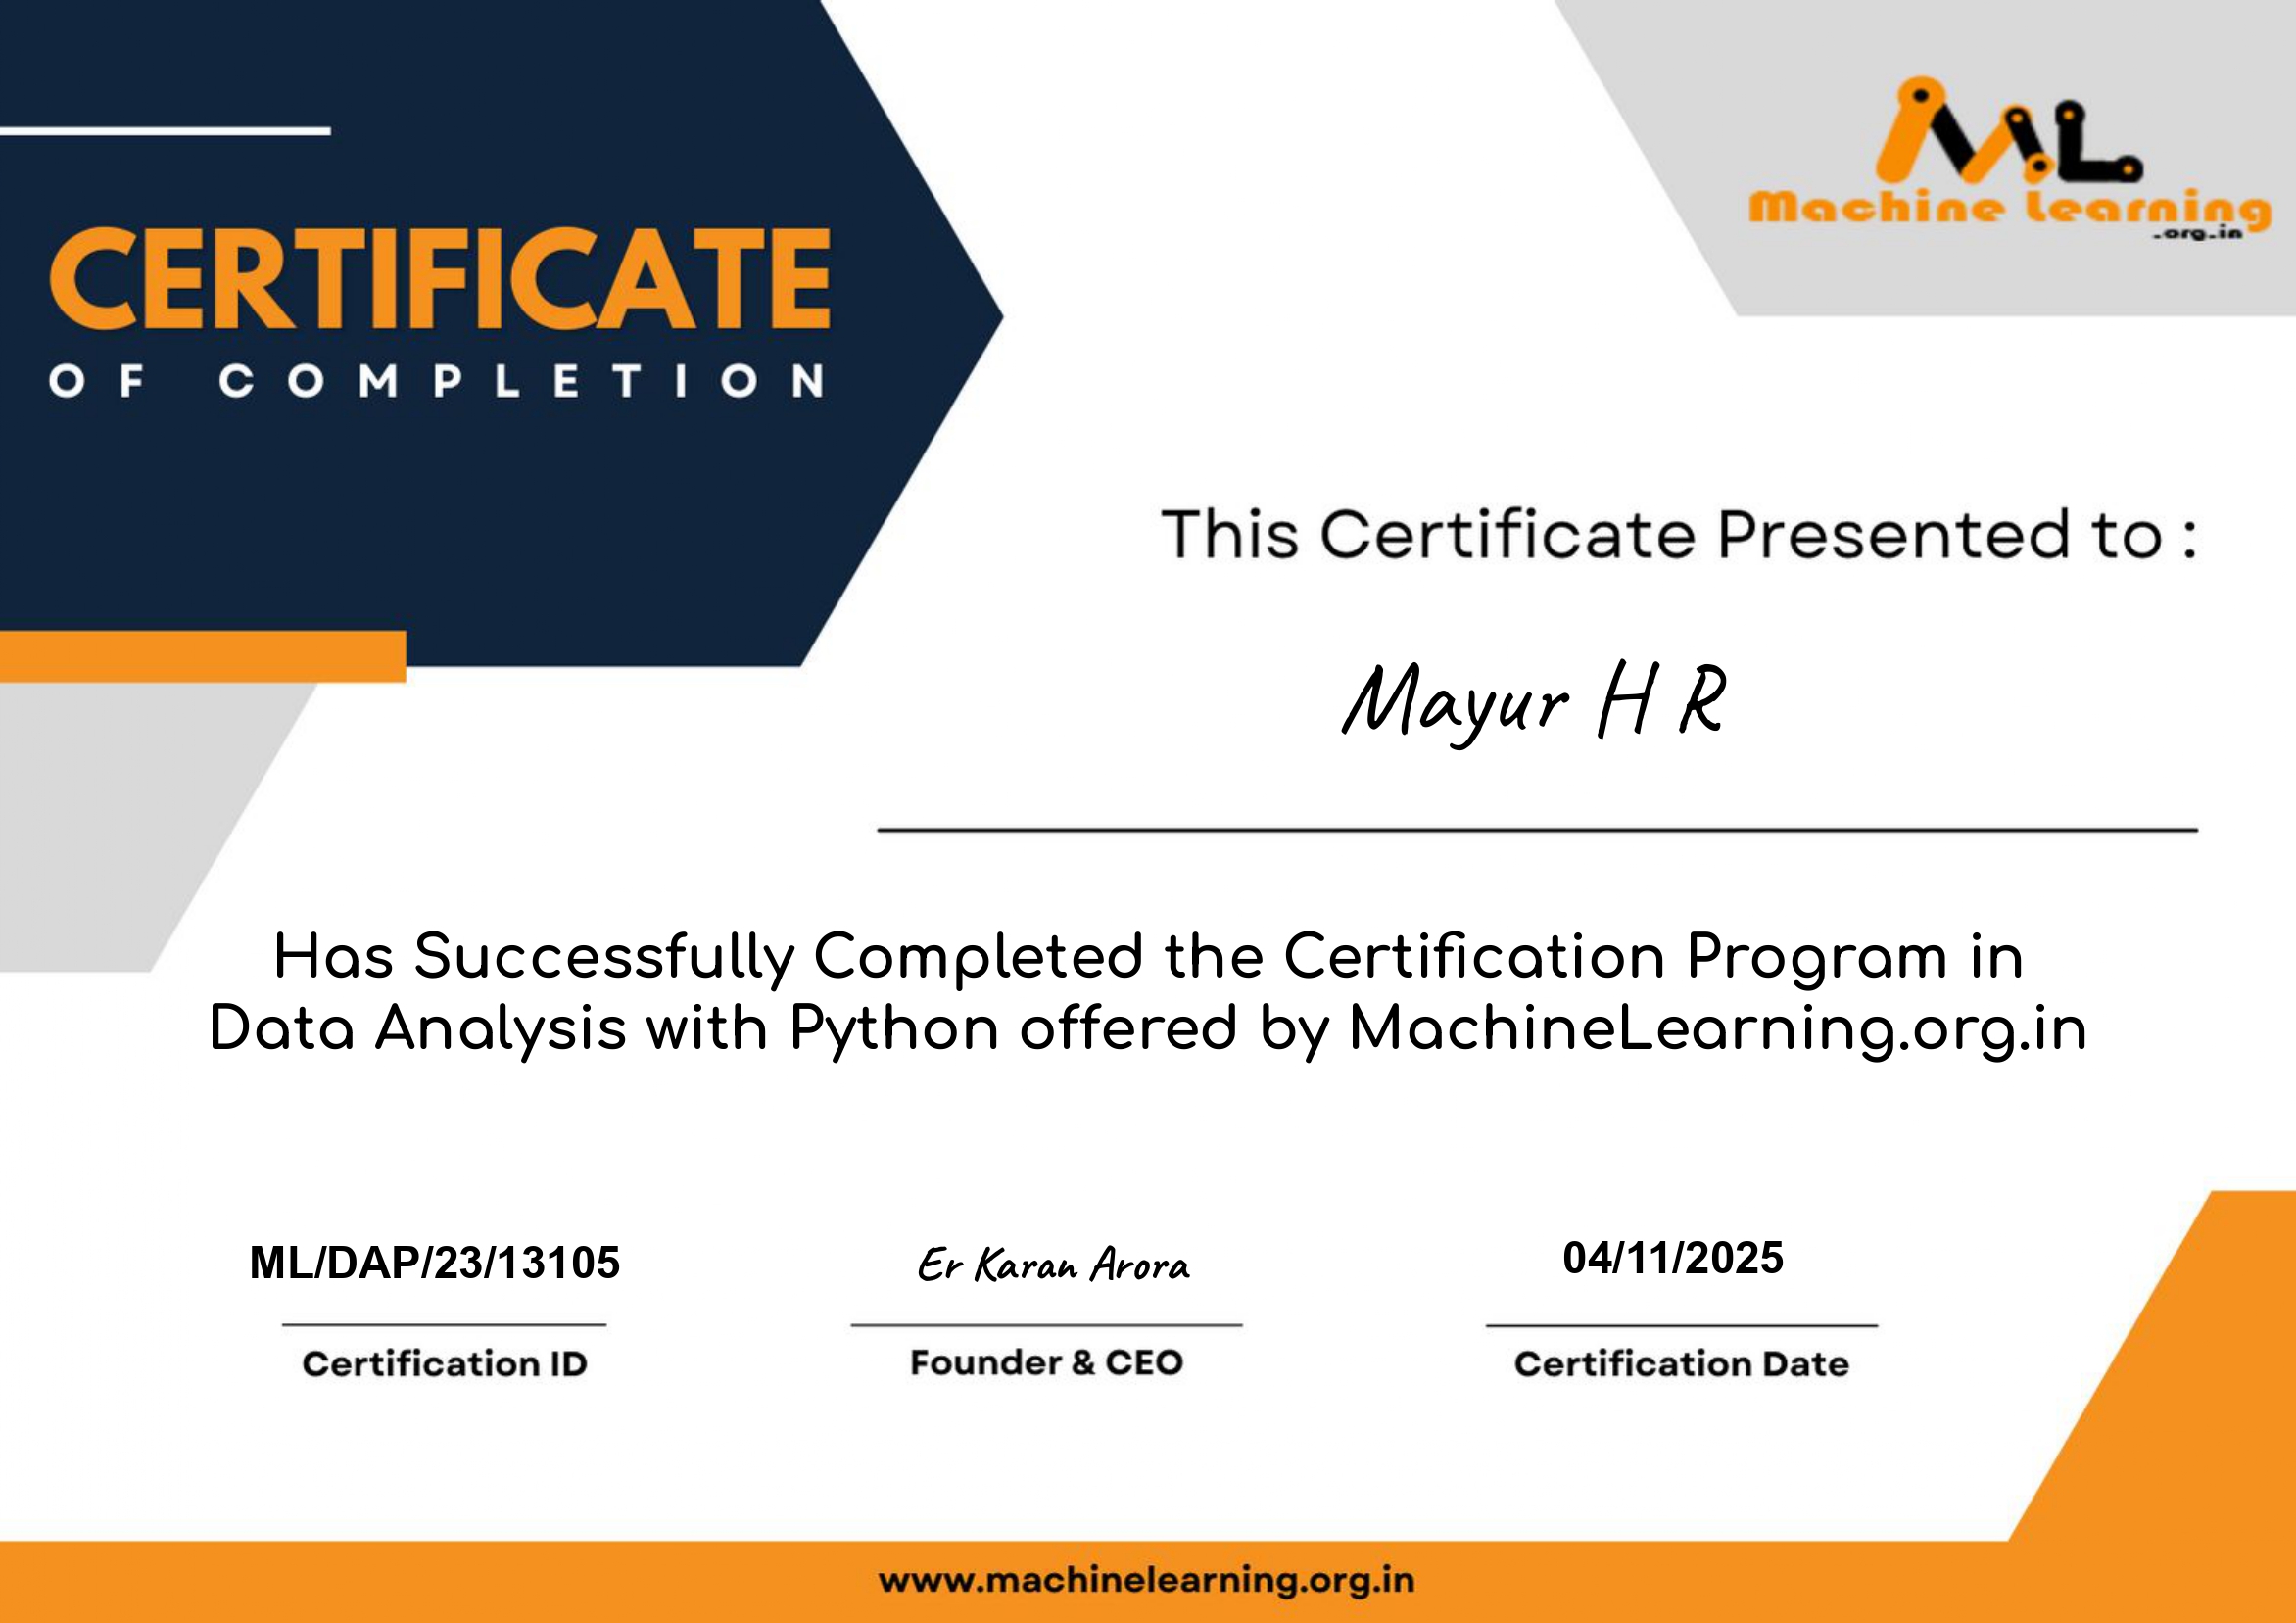 CERTIFICATE
OF COMPLETION
ML
Machine Learning
.org.in
This Certificate Presented to :
Mayur H R
Has Successfully Completed the Certification Program in
Data Analysis with Python offered by MachineLearning.org.in
ML/DAP/23/13105
Certification ID
Er Karan Arora
Founder & CEO
04/11/2025
Certification Date
www.machinelearning.org.in